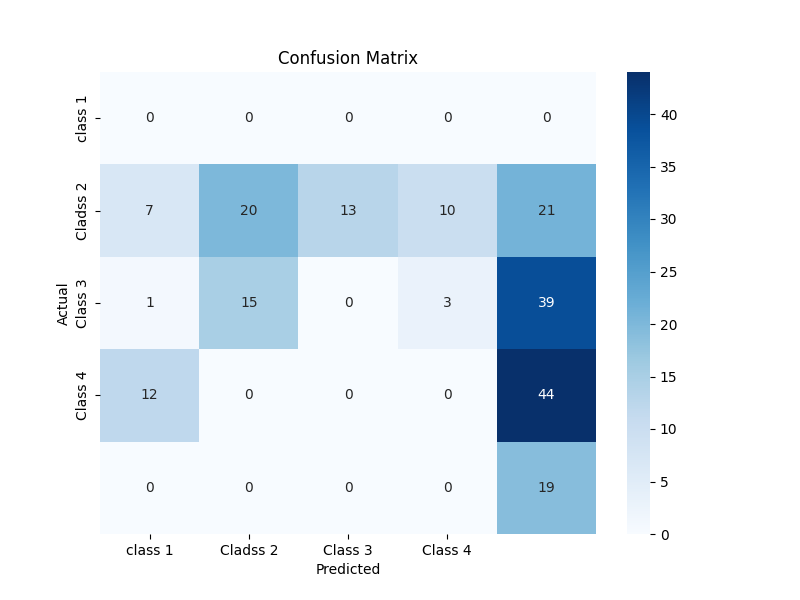 Confusion Matrix
class 1
0 0 0 0 0
Cladss 2
7 20 13 10 21
Class 3
1 15 0 3 39
Class 4
12 0 0 0 44
0 0 0 0 19
Actual
class 1 Cladss 2 Class 3 Class 4
Predicted
40
35
30
25
20
15
10
5
0